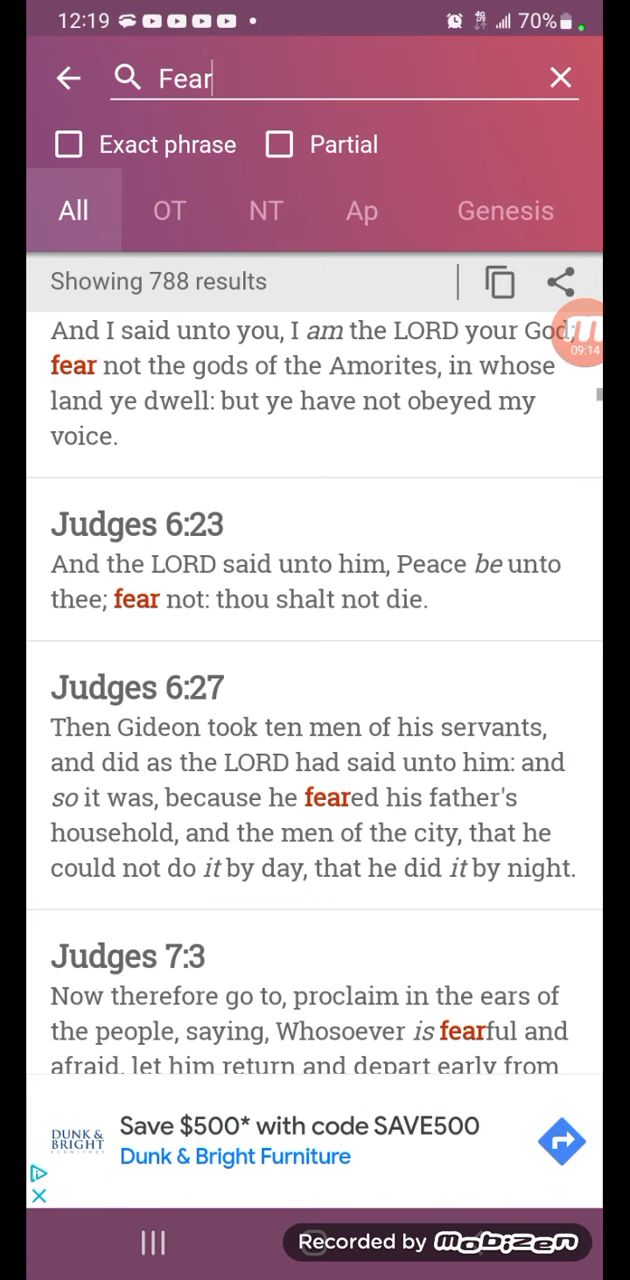 12:19 70%
Fear
Exact phrase Partial
All OT NT Ap Genesis
Showing 788 results
And I said unto you, I am the LORD your God;
fear not the gods of the Amorites, in whose
land ye dwell: but ye have not obeyed my
voice.
09:14
Judges 6:23
And the LORD said unto him, Peace be unto
thee; fear not: thou shalt not die.
Judges 6:27
Then Gideon took ten men of his servants,
and did as the LORD had said unto him: and
so it was, because he feared his father's
household, and the men of the city, that he
could not do it by day, that he did it by night.
Judges 7:3
Now therefore go to, proclaim in the ears of
the people, saying, Whosoever is fearful and
afraid, let him return and depart early from
DUNK &
BRIGHT
Save $500* with code SAVE500
Dunk & Bright Furniture
Recorded by mobizen